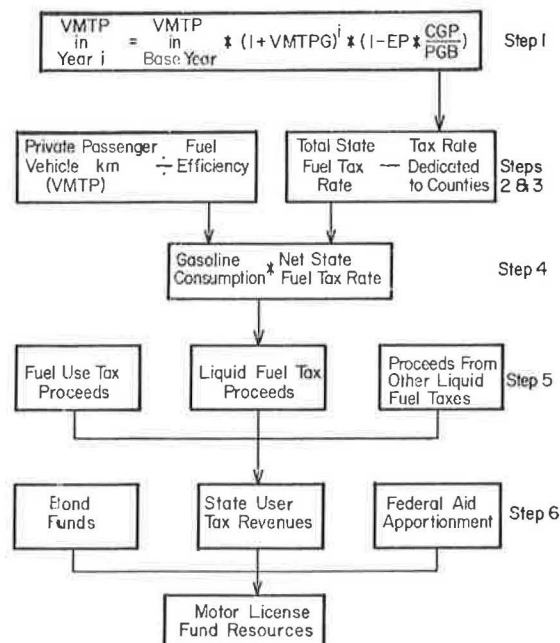 VMTP VMTP
in = in * (1+VMTPG)^i * (1-EP*CGP/PGB) Step 1
Year i Base Year
Private Passenger Fuel
Vehicle km ÷ Efficiency
(VMTP)
Total State Tax Rate
Fuel Tax — Dedicated
Rate to Counties
Steps
2 & 3
Gasoline * Net State
Consumption Fuel Tax Rate
Step 4
Fuel Use Tax
Proceeds
Liquid Fuel Tax
Proceeds
Proceeds From
Other Liquid
Fuel Taxes
Step 5
Bond
Funds
State User
Tax Revenues
Federal Aid
Apportionment
Step 6
Motor License
Fund Resources